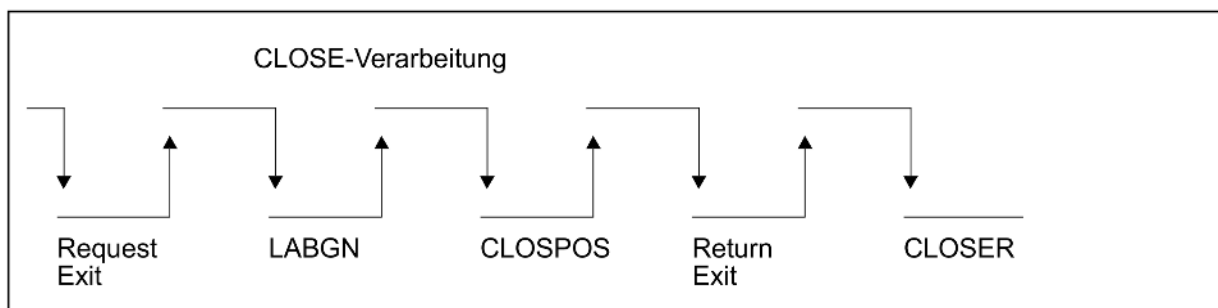 CLOSE-Verarbeitung
Request
Exit
LABGN
CLOSPOS
Return
Exit
CLOSER